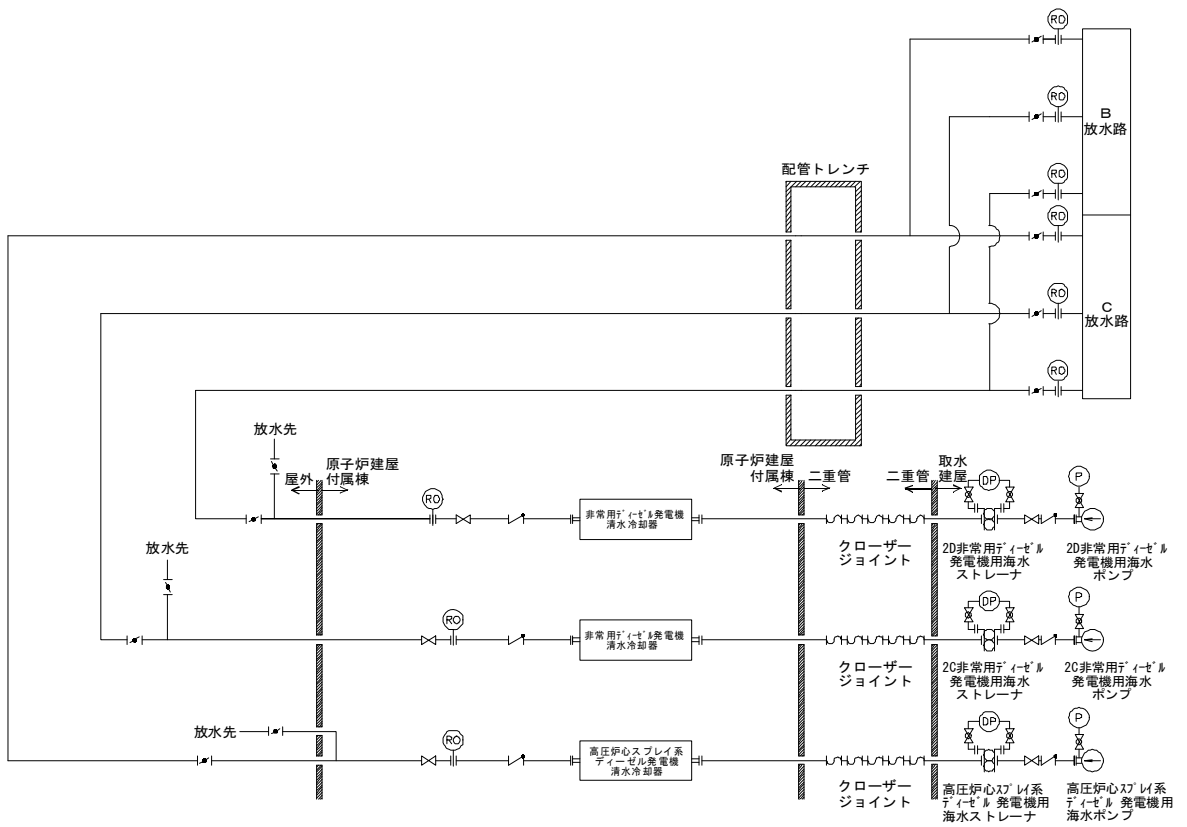 RO
RO
B
放水路
RO
配管トレンチ
RO
RO
C
放水路
RO
放水先
屋外
原子炉建屋
付属棟
原子炉建屋
付属棟
二重管
二重管
取水
建屋
RO
非常用ディーゼル発電機
清水冷却器
クローザー
ジョイント
DP
P
2D非常用ディーゼル
発電機用海水
ストレーナ
2D非常用ディーゼル
発電機用海水
ポンプ
放水先
RO
非常用ディーゼル発電機
清水冷却器
クローザー
ジョイント
DP
P
2C非常用ディーゼル
発電機用海水
ストレーナ
2C非常用ディーゼル
発電機用海水
ポンプ
放水先
RO
高圧炉心スプレイ系
ディーゼル発電機
清水冷却器
クローザー
ジョイント
DP
P
高圧炉心スプレイ系
ディーゼル 発電機用
海水ストレーナ
高圧炉心スプレイ系
ディーゼル 発電機用
海水ポンプ